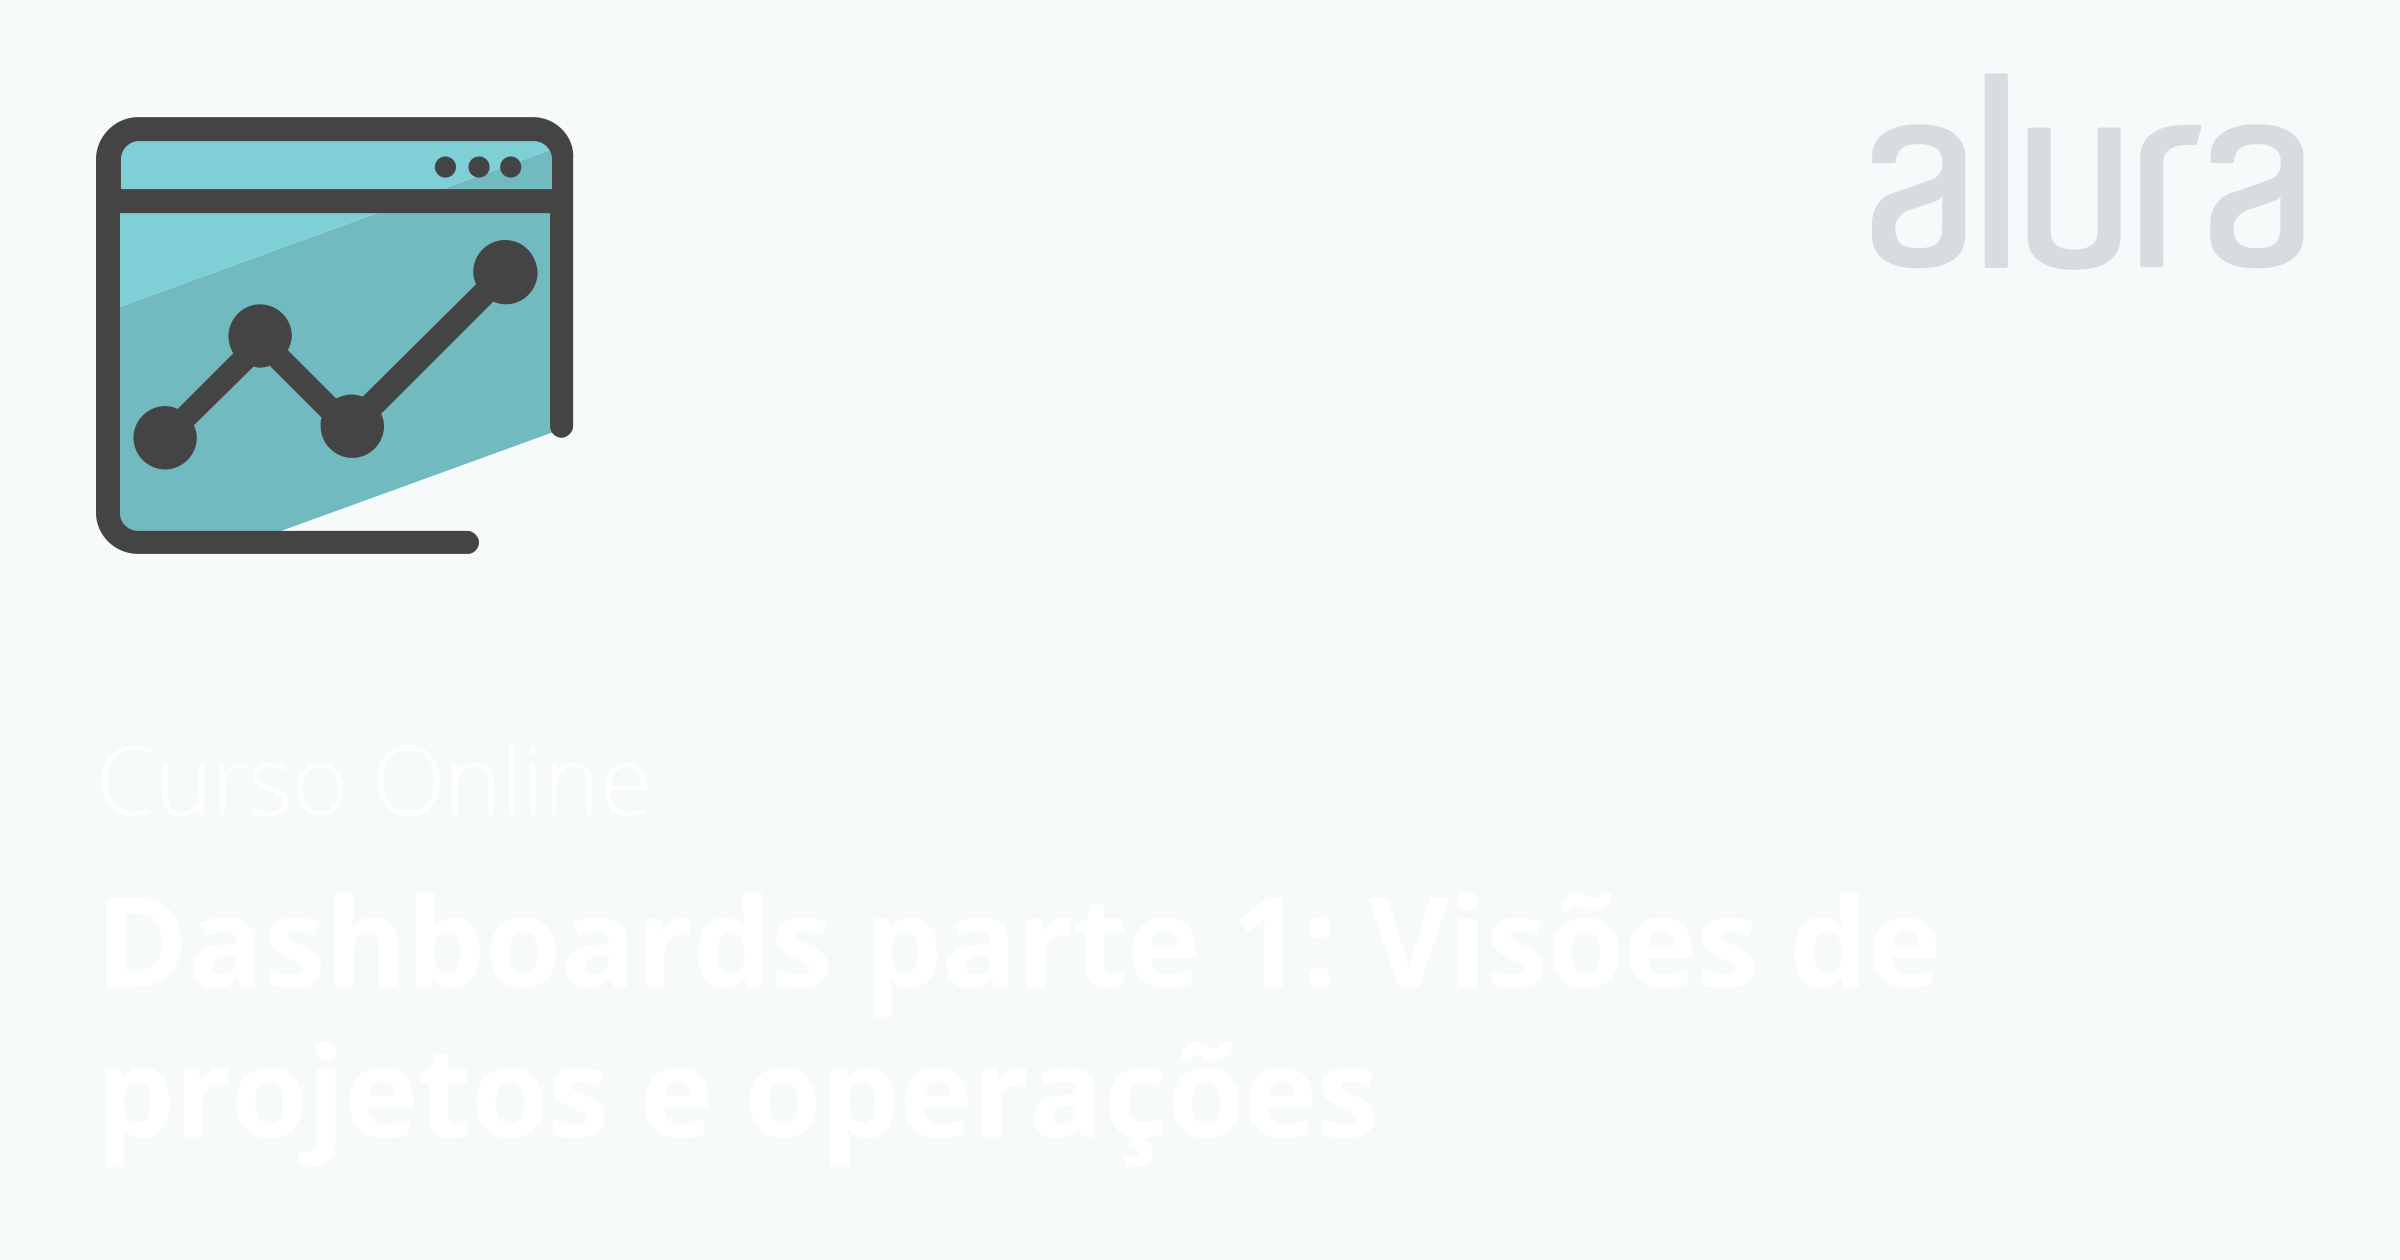 alura
Curso Online
Dashboards parte 1: Visões de
projetos e operações